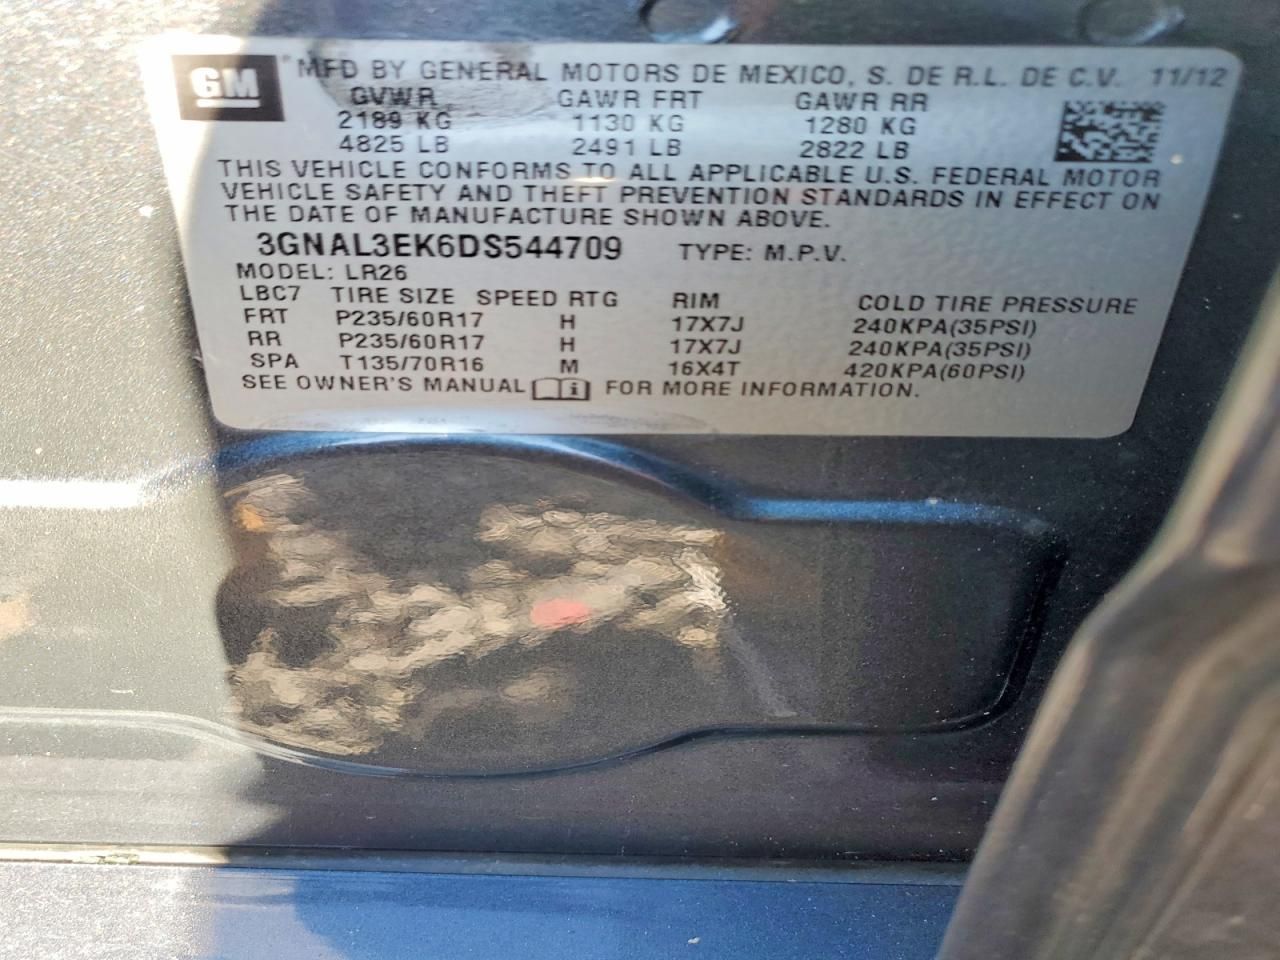 GM MFD BY GENERAL MOTORS DE MEXICO, S. DE R.L. DE C.V. 11/12
GVWR GAWR FRT GAWR RR
2189 KG 1130 KG 1280 KG
4825 LB 2491 LB 2822 LB
THIS VEHICLE CONFORMS TO ALL APPLICABLE U.S. FEDERAL MOTOR
VEHICLE SAFETY AND THEFT PREVENTION STANDARDS IN EFFECT ON
THE DATE OF MANUFACTURE SHOWN ABOVE.
3GNAL3EK6DS544709 TYPE: M.P.V.
MODEL: LR26
LBC7 TIRE SIZE SPEED RTG RIM COLD TIRE PRESSURE
FRT P235/60R17 H 17X7J 240KPA(35PSI)
RR P235/60R17 H 17X7J 240KPA(35PSI)
SPA T135/70R16 M 16X4T 420KPA(60PSI)
SEE OWNER'S MANUAL FOR MORE INFORMATION.